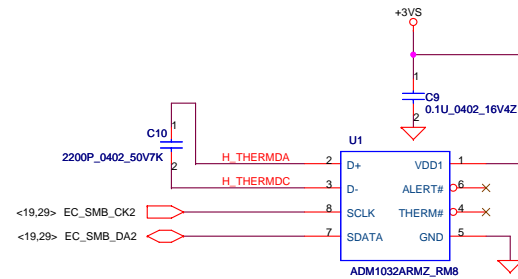 +3VS
1
C9
0.1U_0402_16V4Z
2
C10
1
2200P_0402_50V7K
2
U1
H_THERMDA 2 D+ VDD1 1
H_THERMDC 3 D- ALERT# 6
<19,29> EC_SMB_CK2 8 SCLK THERM# 4
<19,29> EC_SMB_DA2 7 SDATA GND 5
ADM1032ARMZ_RM8